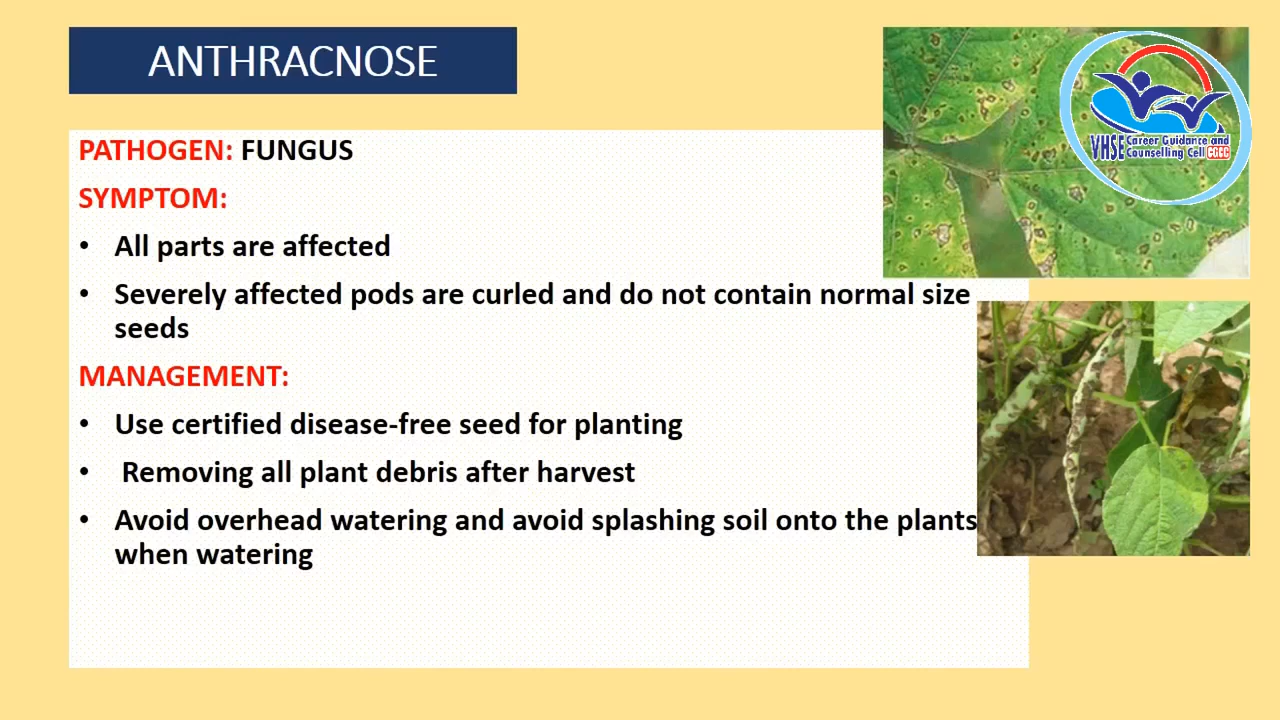 ANTHRACNOSE
PATHOGEN: FUNGUS
SYMPTOM:
• All parts are affected
• Severely affected pods are curled and do not contain normal size
seeds
MANAGEMENT:
• Use certified disease-free seed for planting
• Removing all plant debris after harvest
• Avoid overhead watering and avoid splashing soil onto the plants
when watering
VHSE Career Guidance and
Counselling Cell CGCC